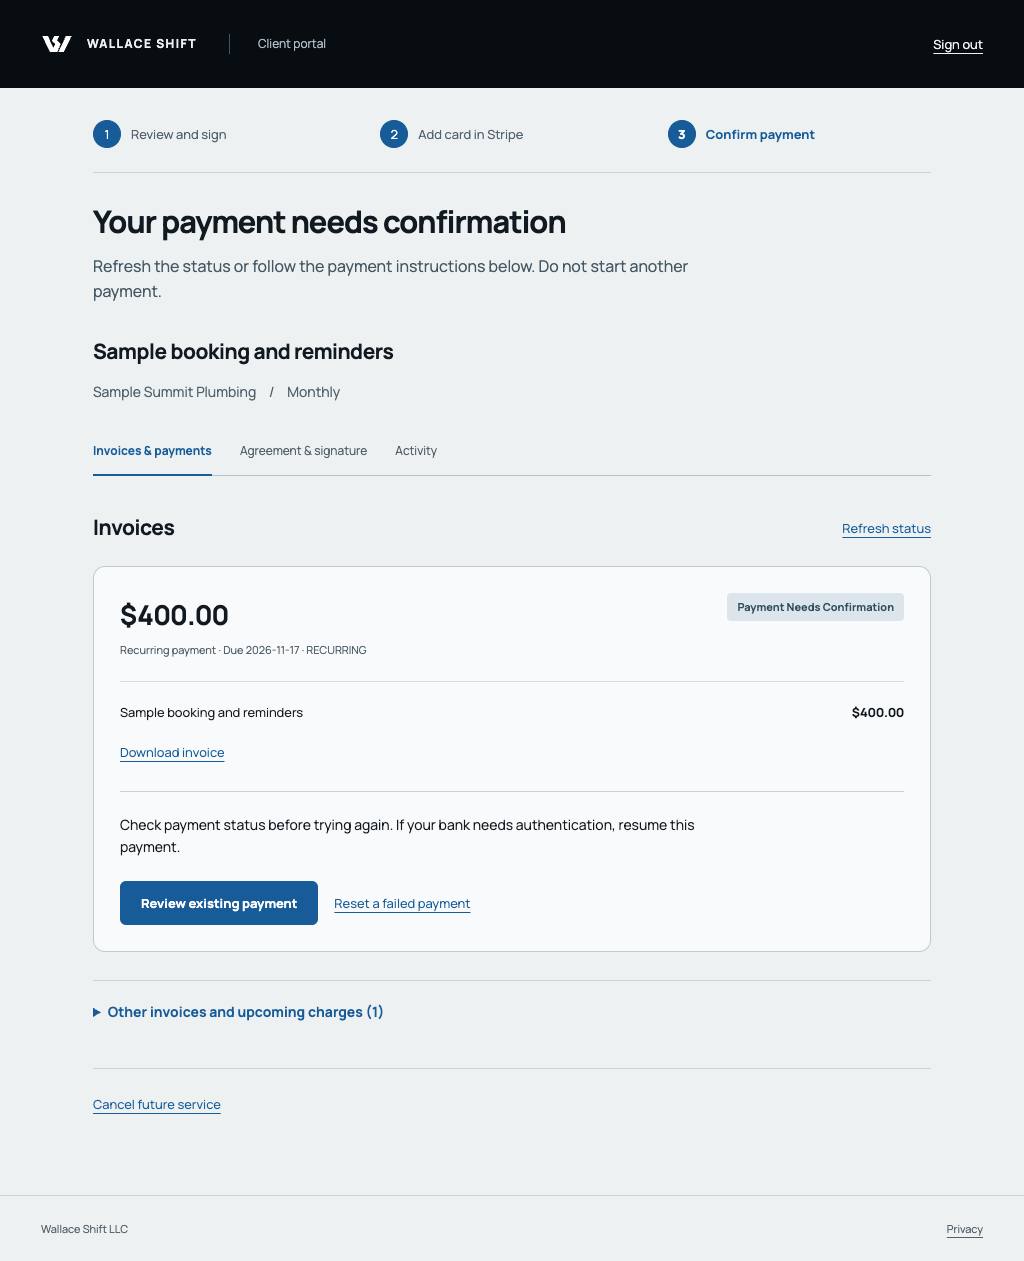 WALLACE SHIFT
Client portal
Sign out
1 Review and sign
2 Add card in Stripe
3 Confirm payment
Your payment needs confirmation
Refresh the status or follow the payment instructions below. Do not start another
payment.
Sample booking and reminders
Sample Summit Plumbing / Monthly
Invoices & payments
Agreement & signature
Activity
Invoices
Refresh status
$400.00
Payment Needs Confirmation
Recurring payment · Due 2026-11-17 · RECURRING
Sample booking and reminders
$400.00
Download invoice
Check payment status before trying again. If your bank needs authentication, resume this
payment.
Review existing payment
Reset a failed payment
Other invoices and upcoming charges (1)
Cancel future service
Wallace Shift LLC
Privacy